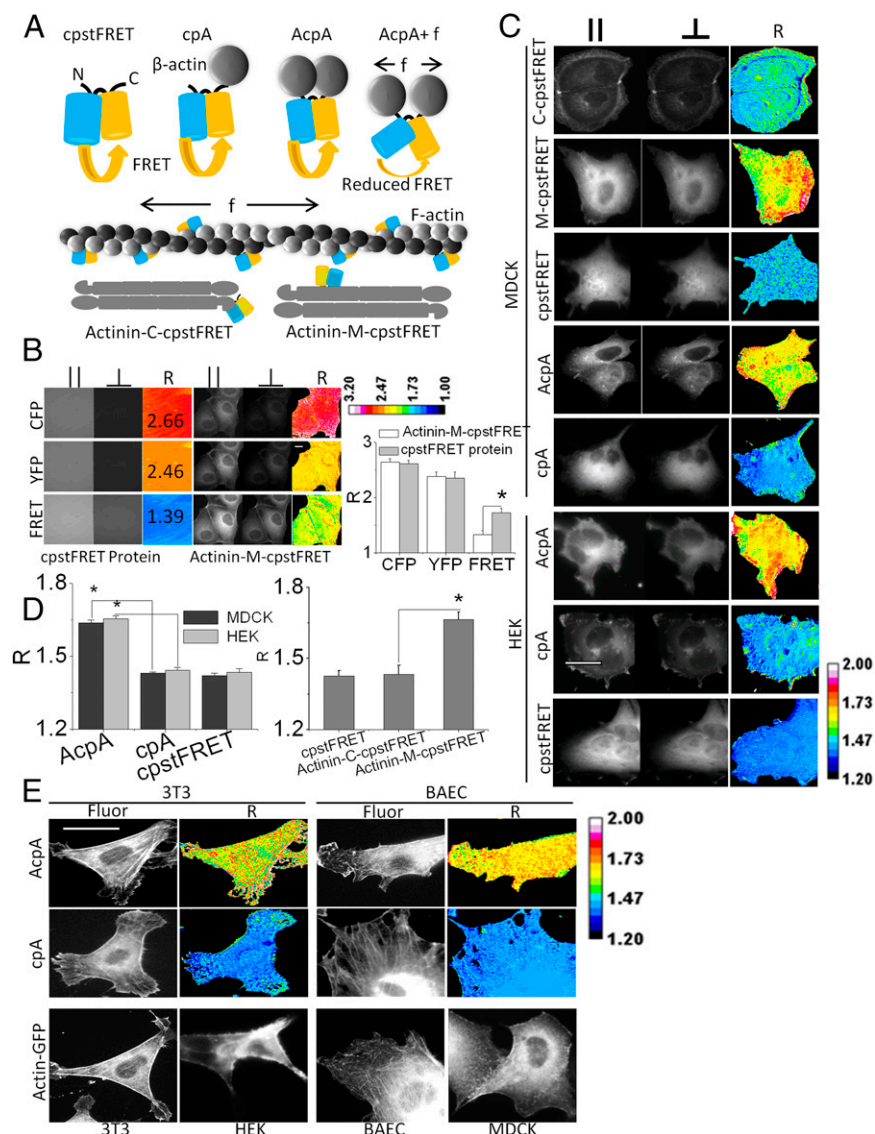 A
cpstFRET cpA AcpA AcpA+ f
β-actin
f
N C
FRET
Reduced FRET
f
F-actin
Actinin-C-cpstFRET Actinin-M-cpstFRET
B
|| ⊥ R || ⊥ R
CFP 2.66
YFP 2.46
FRET 1.39
cpstFRET Protein Actinin-M-cpstFRET
3.20 2.47 1.73 1.00
Actinin-M-cpstFRET
cpstFRET protein
*
R
2
1
CFP YFP FRET
C
|| ⊥ R
MDCK
C-cpstFRET
M-cpstFRET
cpstFRET
AcpA
cpA
HEK
AcpA
cpA
cpstFRET
2.00
1.73
1.47
1.20
D
1.8
1.5
1.2
R
* *
MDCK
HEK
AcpA cpA cpstFRET
1.8
1.5
1.2
R
*
cpstFRET Actinin-C-cpstFRET Actinin-M-cpstFRET
E
3T3 BAEC
Fluor R Fluor R
AcpA
cpA
Actin-GFP
3T3 HEK BAEC MDCK
2.00
1.73
1.47
1.20